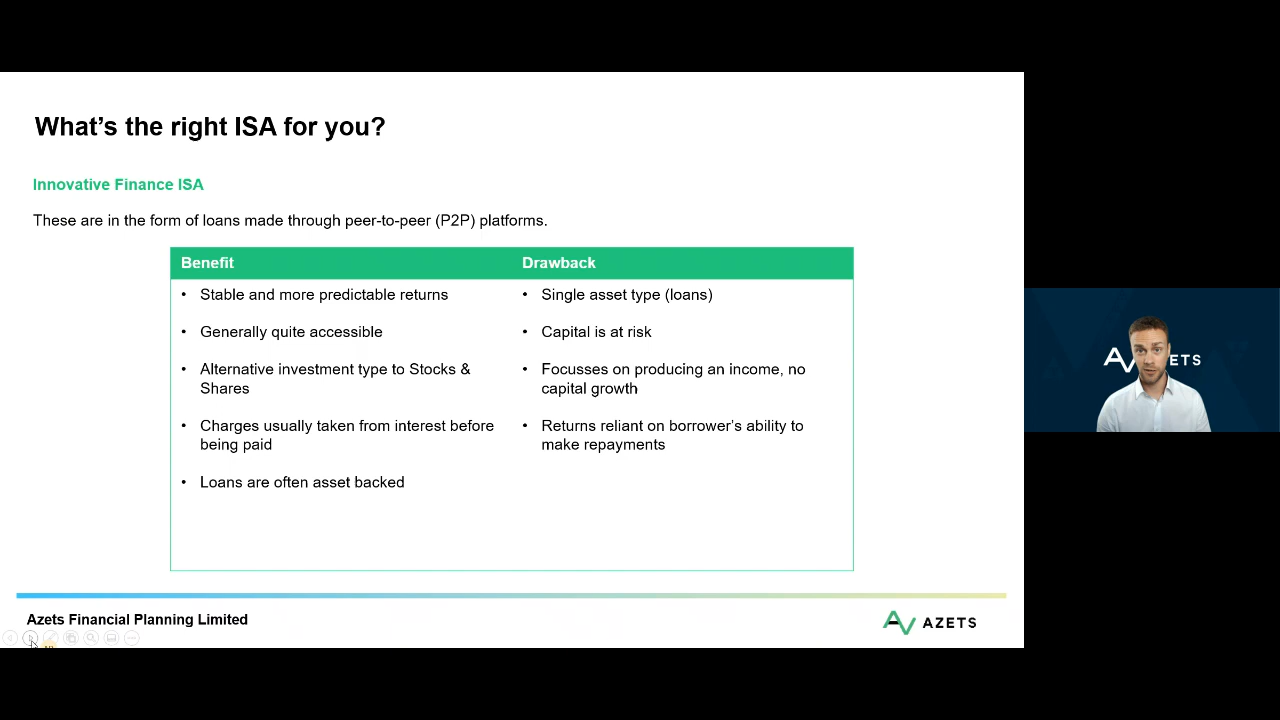 What's the right ISA for you?
Innovative Finance ISA
These are in the form of loans made through peer-to-peer (P2P) platforms.
Benefit
Drawback
• Stable and more predictable returns
• Generally quite accessible
• Alternative investment type to Stocks &
Shares
• Charges usually taken from interest before
being paid
• Loans are often asset backed
• Single asset type (loans)
• Capital is at risk
• Focusses on producing an income, no
capital growth
• Returns reliant on borrower's ability to
make repayments
Azets Financial Planning Limited
AZETS
ETS